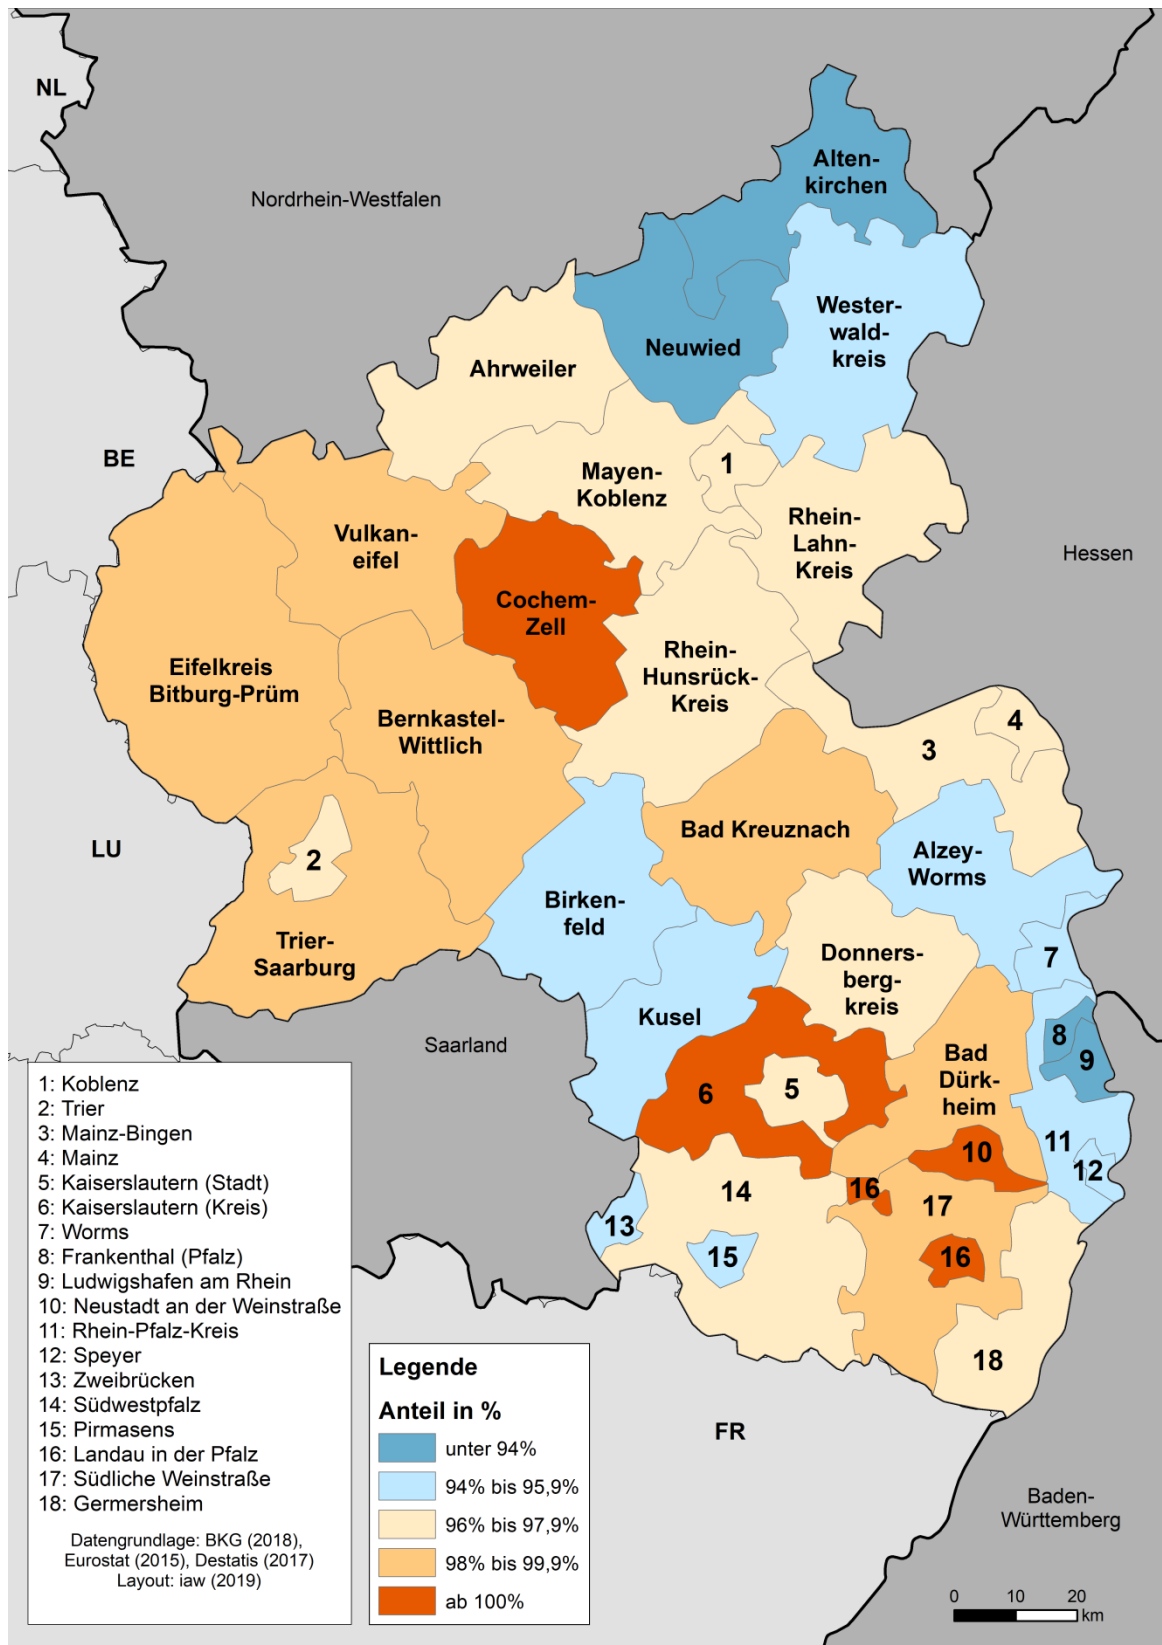 NL
Nordrhein-Westfalen
Alten-
kirchen
Wester-
wald-
kreis
Neuwied
Ahrweiler
BE
Mayen-
Koblenz
1
Rhein-
Lahn-
Kreis
Hessen
Vulkan-
eifel
Cochem-
Zell
Eifelkreis
Bitburg-Prüm
Rhein-
Hunsrück-
Kreis
Bernkastel-
Wittlich
3
4
LU
2
Bad Kreuznach
Alzey-
Worms
Birken-
feld
Trier-
Saarburg
Donners-
berg-
kreis
7
Kusel
Saarland
8
9
Bad
Dürk-
heim
6
5
10
11
12
14
16
17
13
15
16
18
1: Koblenz
2: Trier
3: Mainz-Bingen
4: Mainz
5: Kaiserslautern (Stadt)
6: Kaiserslautern (Kreis)
7: Worms
8: Frankenthal (Pfalz)
9: Ludwigshafen am Rhein
10: Neustadt an der Weinstraße
11: Rhein-Pfalz-Kreis
12: Speyer
13: Zweibrücken
14: Südwestpfalz
15: Pirmasens
16: Landau in der Pfalz
17: Südliche Weinstraße
18: Germersheim
Datengrundlage: BKG (2018),
Eurostat (2015), Destatis (2017)
Layout: iaw (2019)
Legende
Anteil in %
unter 94%
94% bis 95,9%
96% bis 97,9%
98% bis 99,9%
ab 100%
FR
Baden-
Württemberg
0 10 20
km